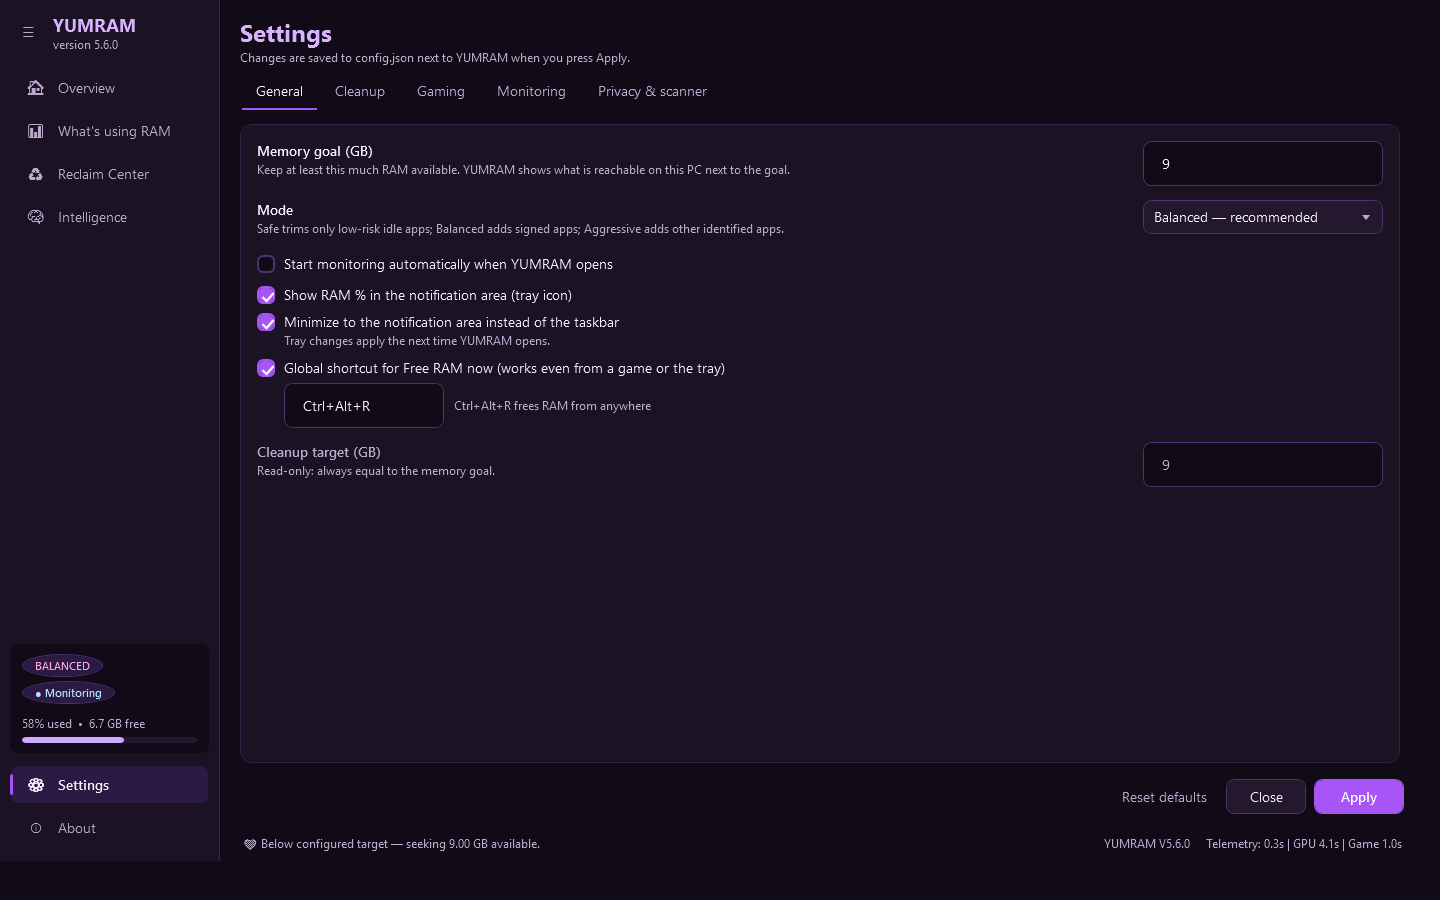 YUMRAM
version 5.6.0
Overview
What's using RAM
Reclaim Center
Intelligence
BALANCED
● Monitoring
58% used • 6.7 GB free
Settings
About
Settings
Changes are saved to config.json next to YUMRAM when you press Apply.
General Cleanup Gaming Monitoring Privacy & scanner
Memory goal (GB)
Keep at least this much RAM available. YUMRAM shows what is reachable on this PC next to the goal.
9
Mode
Safe trims only low-risk idle apps; Balanced adds signed apps; Aggressive adds other identified apps.
Balanced — recommended
Start monitoring automatically when YUMRAM opens
Show RAM % in the notification area (tray icon)
Minimize to the notification area instead of the taskbar
Tray changes apply the next time YUMRAM opens.
Global shortcut for Free RAM now (works even from a game or the tray)
Ctrl+Alt+R
Ctrl+Alt+R frees RAM from anywhere
Cleanup target (GB)
Read-only: always equal to the memory goal.
9
Reset defaults Close Apply
Below configured target — seeking 9.00 GB available.
YUMRAM V5.6.0 Telemetry: 0.3s | GPU 4.1s | Game 1.0s